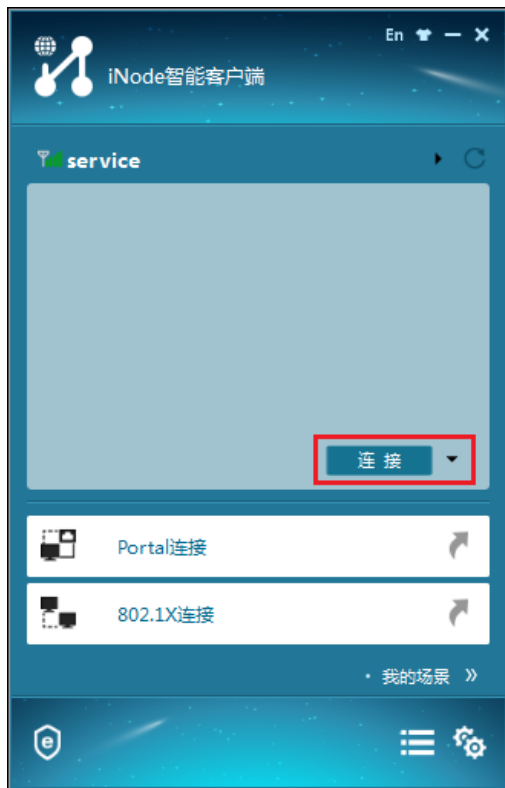 En
iNode智能客户端
service
连 接
Portal连接
802.1X连接
· 我的场景 »
e